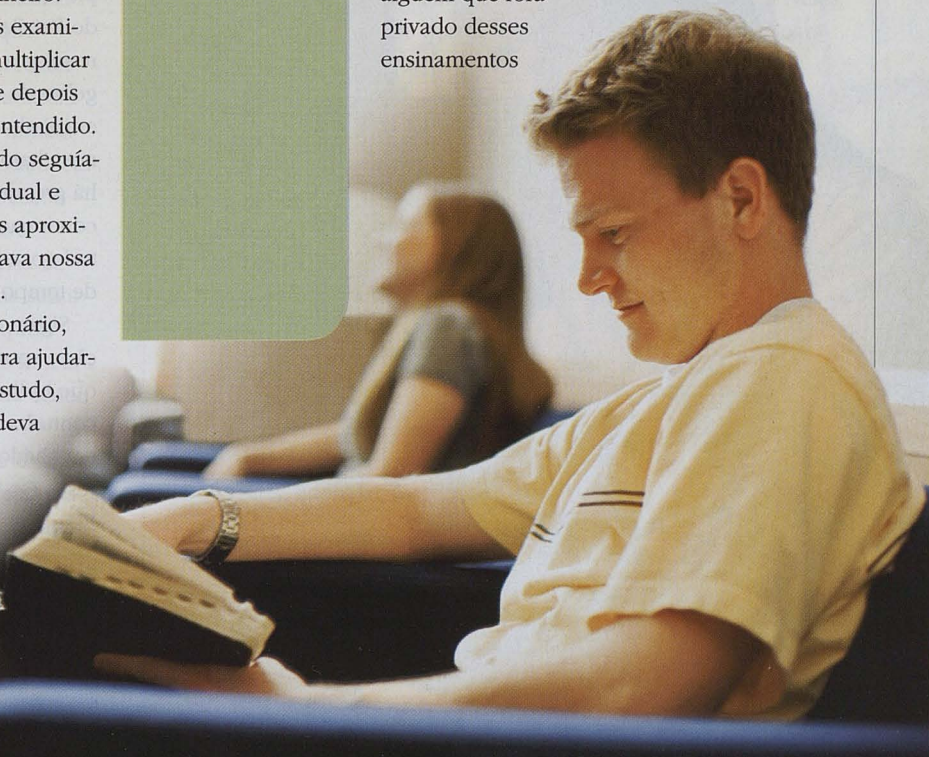 s exami-
ultiplicar
e depois
ntendido.
do seguía-
dual e
s aproxi-
ava nossa
.
onário,
ra ajudar-
studo,
deva
privado desses
ensinamentos